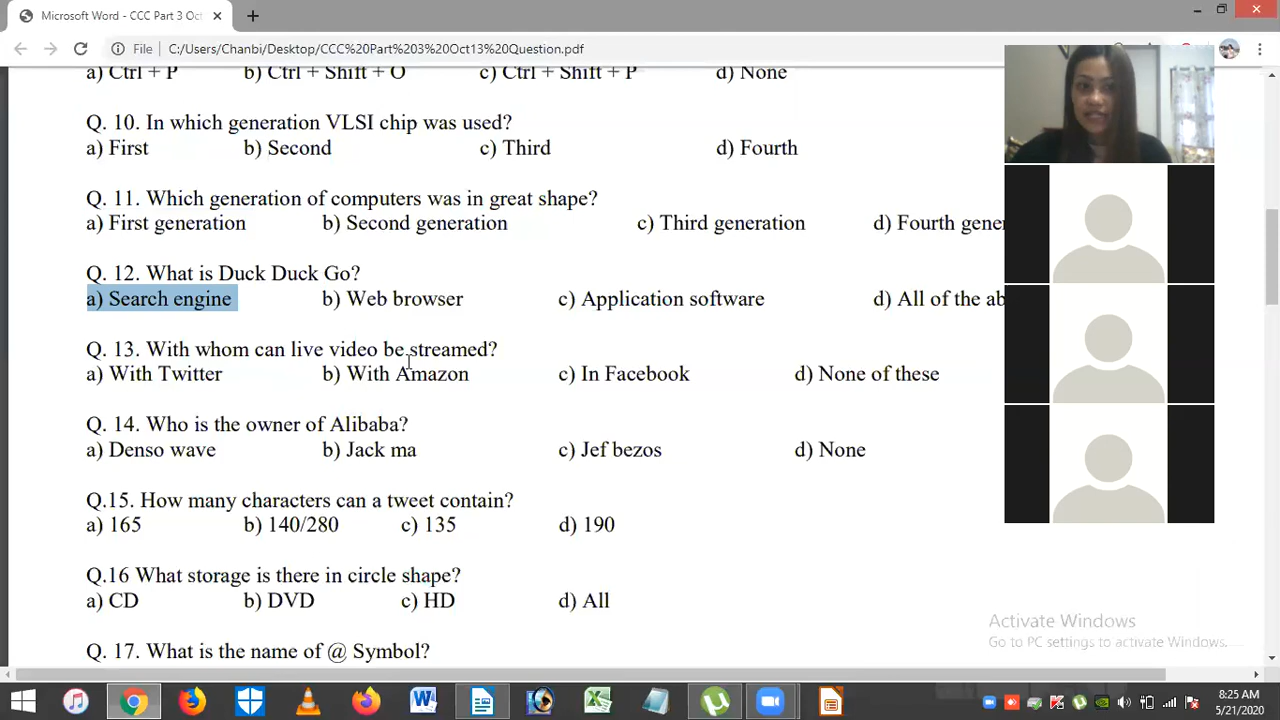 Microsoft Word - CCC Part 3 Oct
File C:/Users/Chanbi/Desktop/CCC%20Part%203%20Oct13%20Question.pdf
a) Ctrl + P b) Ctrl + Shift + O c) Ctrl + Shift + P d) None
Q. 10. In which generation VLSI chip was used?
a) First b) Second c) Third d) Fourth
Q. 11. Which generation of computers was in great shape?
a) First generation b) Second generation c) Third generation d) Fourth gene
Q. 12. What is Duck Duck Go?
a) Search engine b) Web browser c) Application software d) All of the ab
Q. 13. With whom can live video be streamed?
a) With Twitter b) With Amazon c) In Facebook d) None of these
Q. 14. Who is the owner of Alibaba?
a) Denso wave b) Jack ma c) Jef bezos d) None
Q.15. How many characters can a tweet contain?
a) 165 b) 140/280 c) 135 d) 190
Q.16 What storage is there in circle shape?
a) CD b) DVD c) HD d) All
Activate Windows
Go to PC settings to activate Windows.
Q. 17. What is the name of @ Symbol?
8:25 AM
5/21/2020